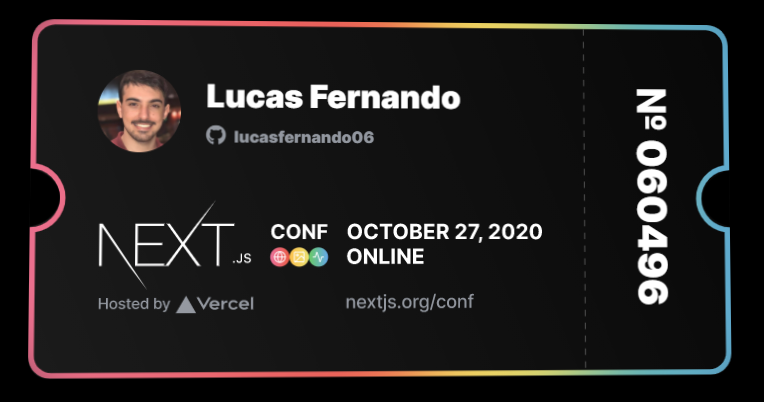 Lucas Fernando
lucasfernando06
NEXT.JS
CONF
OCTOBER 27, 2020
ONLINE
Hosted by Vercel
nextjs.org/conf
Nº 060496